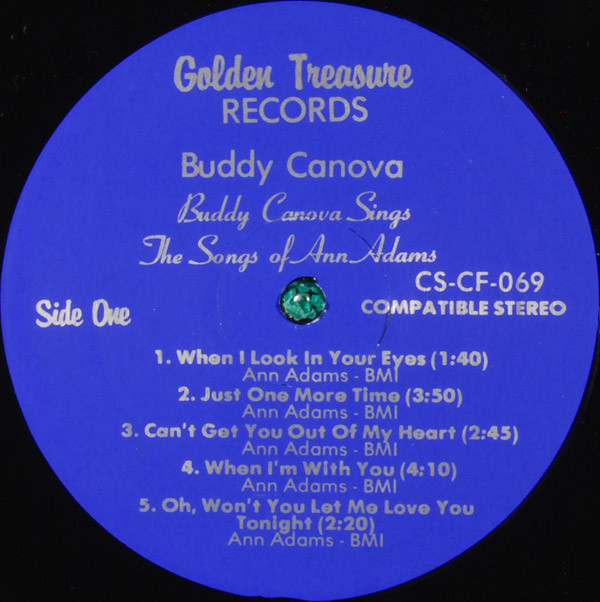 Golden Treasure
RECORDS
Buddy Canova
Buddy Canova Sings
The Songs of Ann Adams
CS-CF-069
Side One
COMPATIBLE STEREO
1. When I Look In Your Eyes (1:40)
Ann Adams - BMI
2. Just One More Time (3:50)
Ann Adams - BMI
3. Can't Get You Out Of My Heart (2:45)
Ann Adams - BMI
4. When I'm With You (4:10)
Ann Adams - BMI
5. Oh, Won't You Let Me Love You
Tonight (2:20)
Ann Adams - BMI